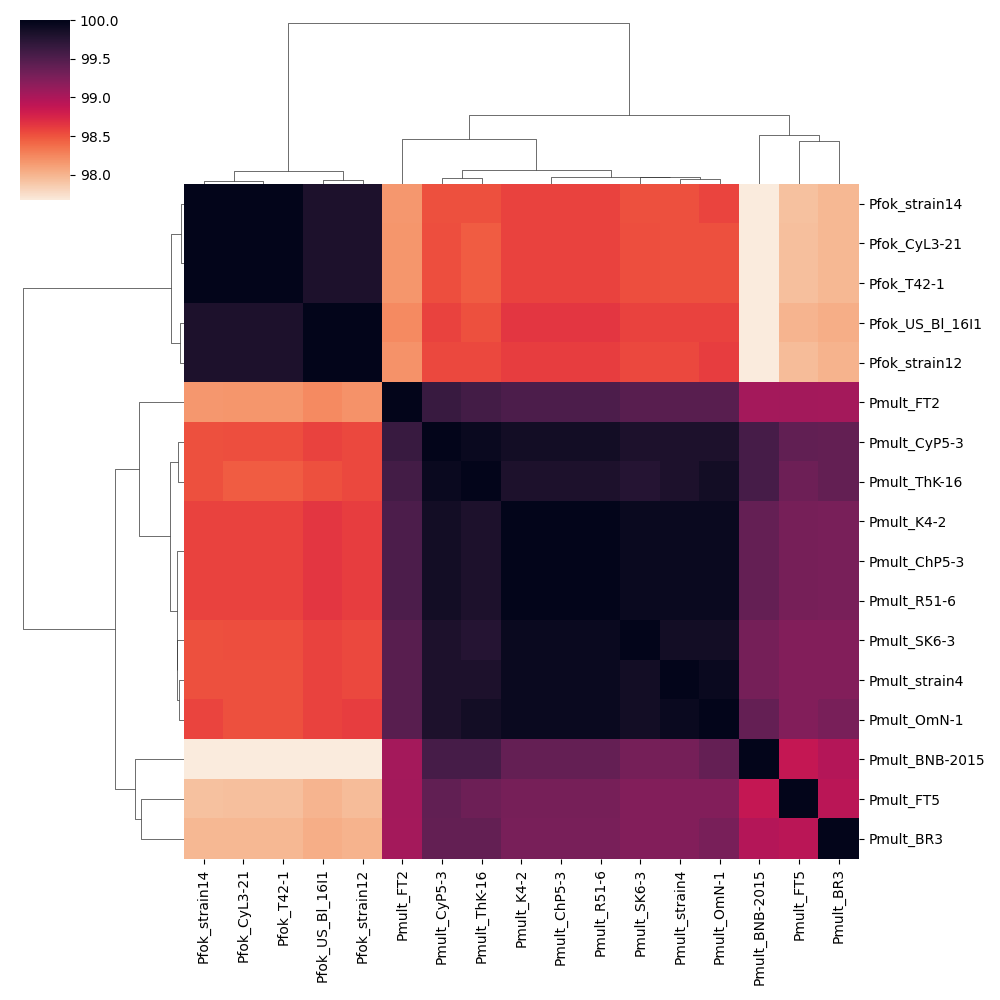 100.0
99.5
99.0
98.5
98.0
Pfok_strain14
Pfok_CyL3-21
Pfok_T42-1
Pfok_US_Bl_16I1
Pfok_strain12
Pmult_FT2
Pmult_CyP5-3
Pmult_ThK-16
Pmult_K4-2
Pmult_ChP5-3
Pmult_R51-6
Pmult_SK6-3
Pmult_strain4
Pmult_OmN-1
Pmult_BNB-2015
Pmult_FT5
Pmult_BR3
Pfok_strain14
Pfok_CyL3-21
Pfok_T42-1
Pfok_US_Bl_16I1
Pfok_strain12
Pmult_FT2
Pmult_CyP5-3
Pmult_ThK-16
Pmult_K4-2
Pmult_ChP5-3
Pmult_R51-6
Pmult_SK6-3
Pmult_strain4
Pmult_OmN-1
Pmult_BNB-2015
Pmult_FT5
Pmult_BR3